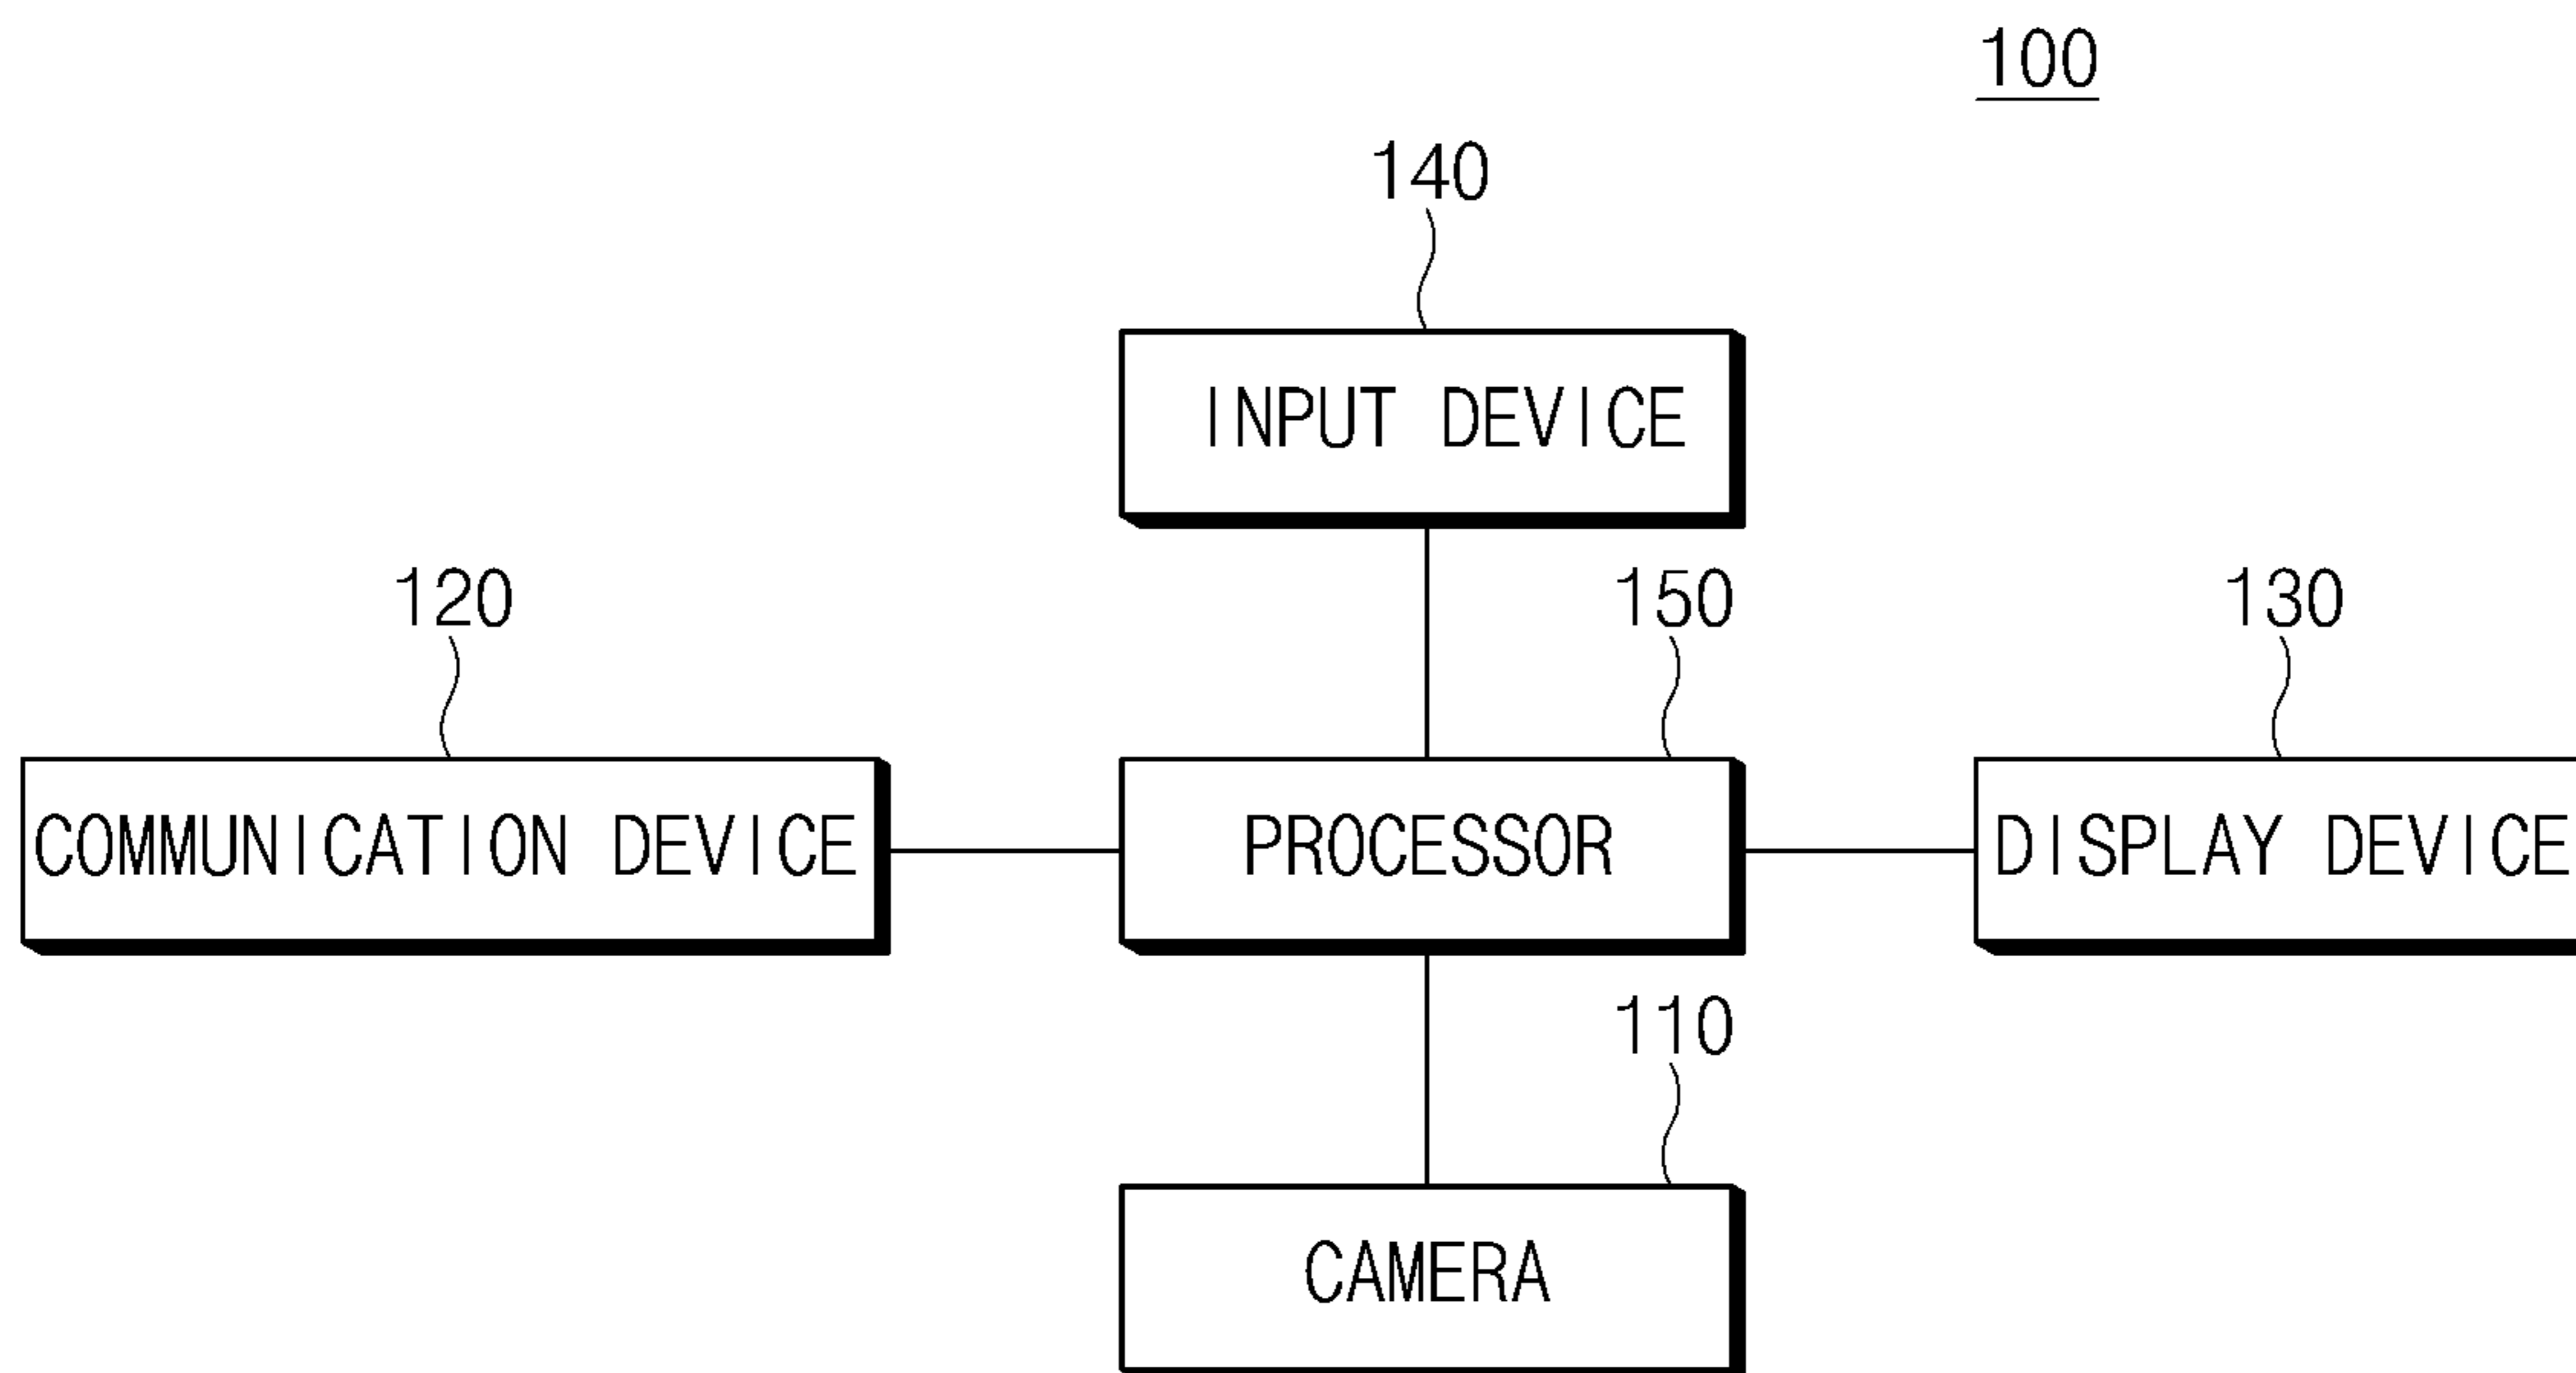 100
140
INPUT DEVICE
120
150
130
COMMUNICATION DEVICE
PROCESSOR
DISPLAY DEVICE
110
CAMERA